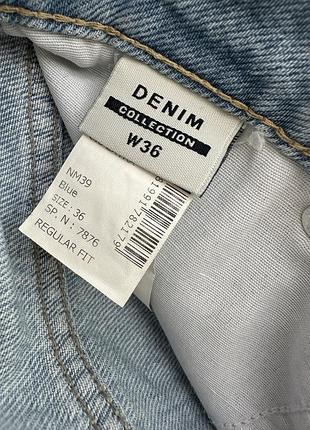 DENIM
COLLECTION
W36
NM39
Blue
SIZE : 36
SP. N : 7876
REGULAR FIT